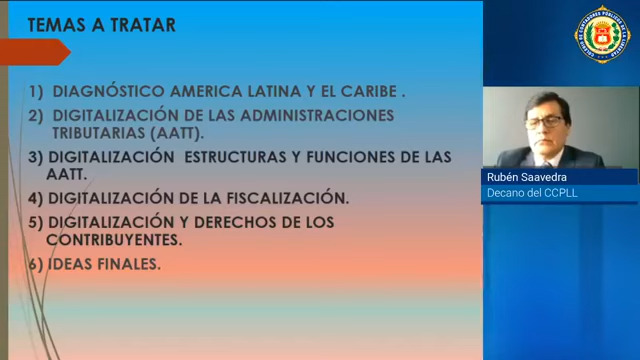 TEMAS A TRATAR
1) DIAGNÓSTICO AMERICA LATINA Y EL CARIBE .
2) DIGITALIZACIÓN DE LAS ADMINISTRACIONES
TRIBUTARIAS (AATT).
3) DIGITALIZACIÓN ESTRUCTURAS Y FUNCIONES DE LAS
AATT.
4) DIGITALIZACIÓN DE LA FISCALIZACIÓN.
5) DIGITALIZACIÓN Y DERECHOS DE LOS
CONTRIBUYENTES.
6) IDEAS FINALES.
Rubén Saavedra
Decano del CCPLL